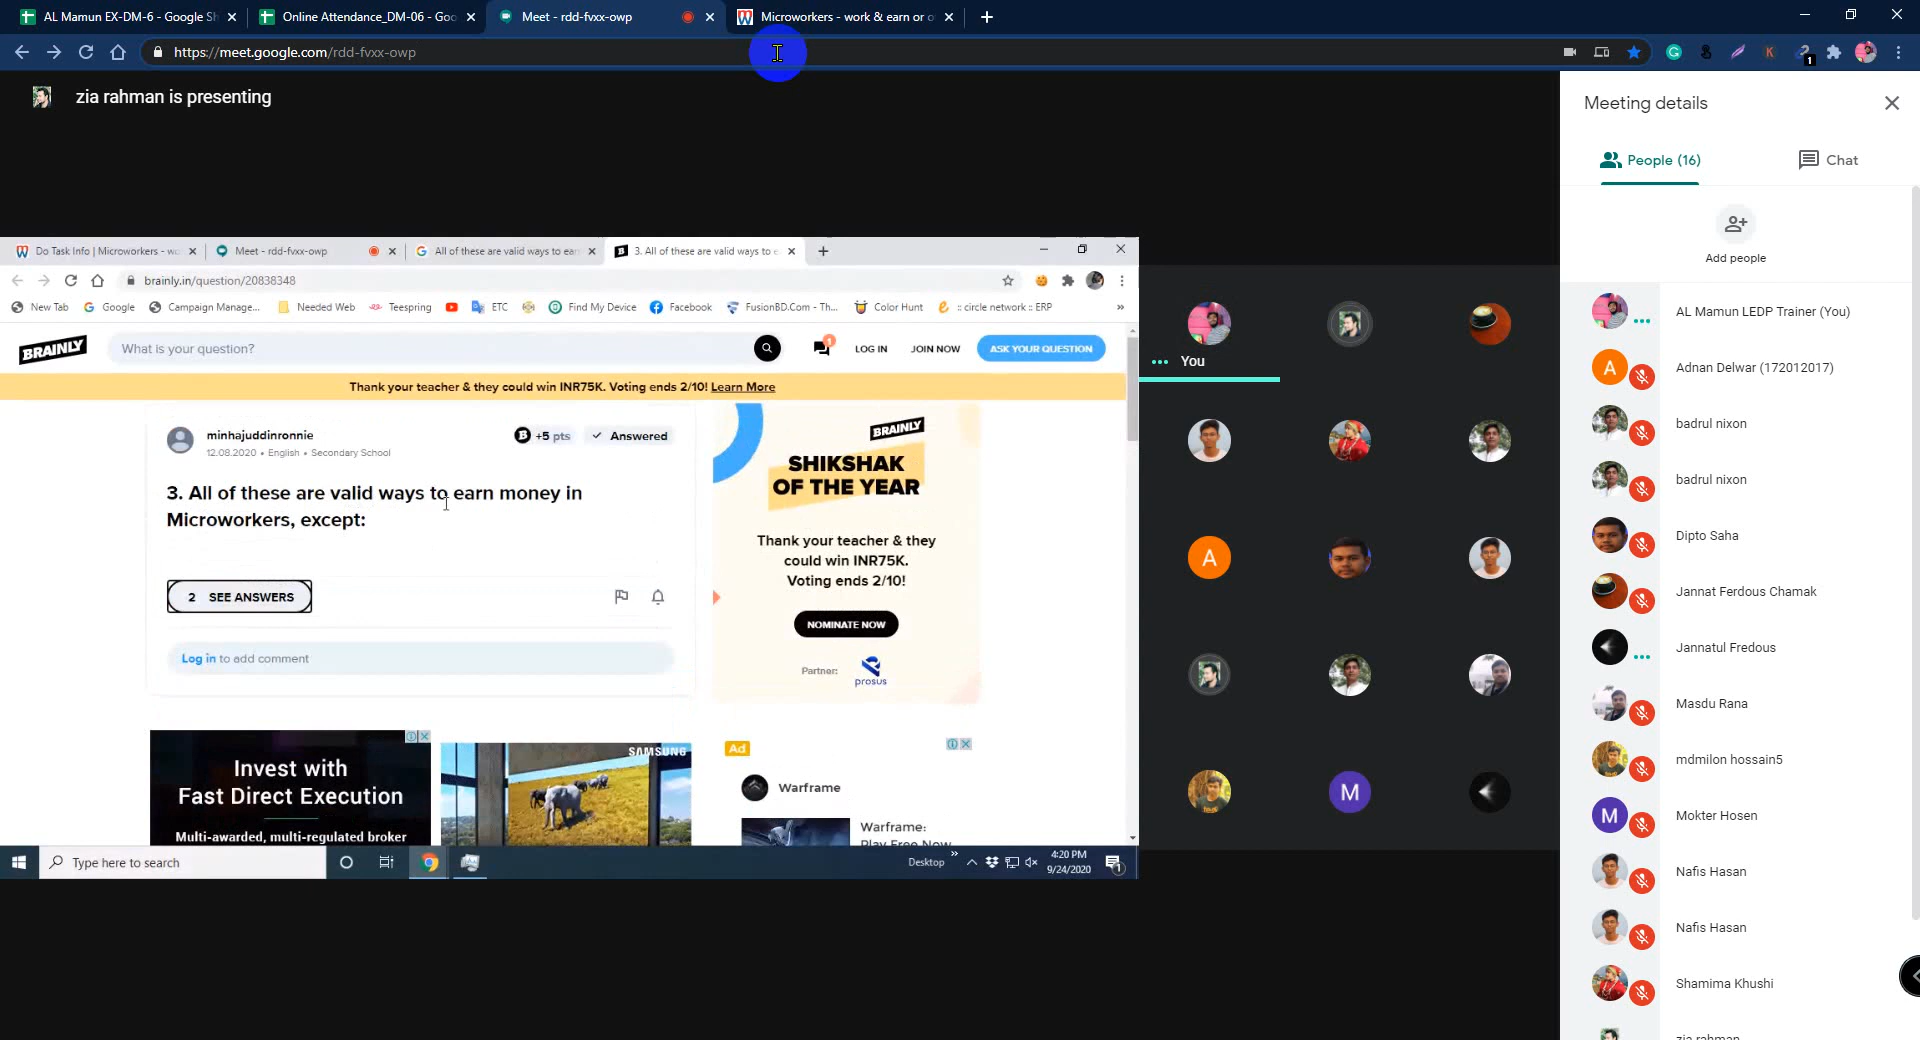 AL Mamun EX-DM-6 - Google Sh
Online Attendance_DM-06 - Goo
Meet - rdd-fvxx-owp
Microworkers - work & earn or o
https://meet.google.com/rdd-fvxx-owp
1
zia rahman is presenting
Do Task Info | Microworkers - wo
Meet - rdd-fvxx-owp
All of these are valid ways to ear
3. All of these are valid ways to e
brainly.in/question/20838348
New Tab
Google
Campaign Manage...
Needed Web
Teespring
ETC
Find My Device
Facebook
FusionBD.Com - Th...
Color Hunt
:: circle network :: ERP
BRAINLY
What is your question?
1
LOG IN
JOIN NOW
ASK YOUR QUESTION
Thank your teacher & they could win INR75K. Voting ends 2/10! Learn More
minhajuddinronnie
12.08.2020 • English • Secondary School
+5 pts
Answered
3. All of these are valid ways to earn money in
Microworkers, except:
2 SEE ANSWERS
Log in to add comment
BRAINLY
SHIKSHAK
OF THE YEAR
Thank your teacher & they
could win INR75K.
Voting ends 2/10!
NOMINATE NOW
Partner:
prosus
Invest with
Fast Direct Execution
Multi-awarded, multi-regulated broker
SAMSUNG
Ad
Warframe
Warframe:
Play Free Now
Type here to search
Desktop
4:20 PM
9/24/2020
1
You
A
M
Meeting details
People (16)
Chat
Add people
AL Mamun LEDP Trainer (You)
A
Adnan Delwar (172012017)
badrul nixon
badrul nixon
Dipto Saha
Jannat Ferdous Chamak
Jannatul Fredous
Masdu Rana
mdmilon hossain5
M
Mokter Hosen
Nafis Hasan
Nafis Hasan
Shamima Khushi
zia rahman